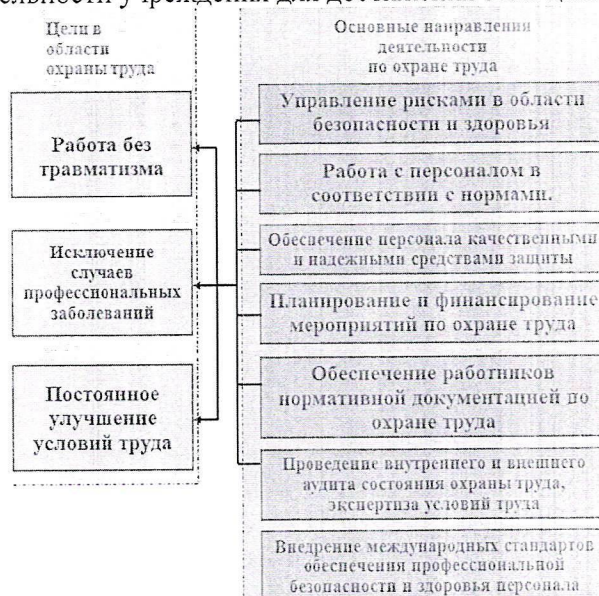 учреждения для
Цели в
области
охраны труда
Работа без
травматизма
Исключение
случаев
профессиональных
заболеваний
Постоянное
улучшение
условий труда
Основные направления
деятельности
по охране труда
Управление рисками в области
безопасности и здоровья
Работа с персоналом в
соответствии с нормами.
Обеспечение персонала качественными
и надежными средствами защиты
Планирование и финансирование
мероприятий по охране труда
Обеспечение работников
нормативной документацией по
охране труда
Проведение внутреннего и внешнего
аудита состояния охраны труда,
экспертиза условий труда
Внедрение международных стандартов
обеспечения профессиональной
безопасности и здоровья персонала